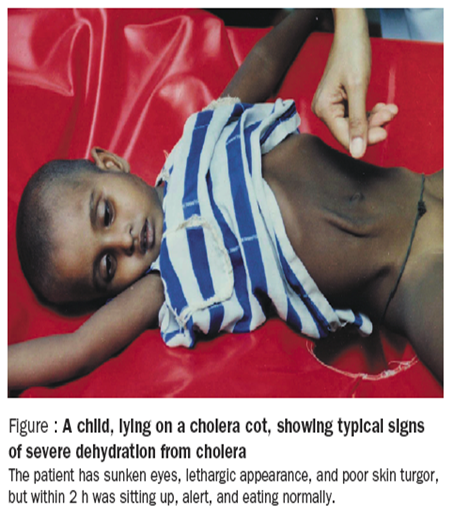 Figure : A child, lying on a cholera cot, showing typical signs
of severe dehydration from cholera
The patient has sunken eyes, lethargic appearance, and poor skin turgor,
but within 2 h was sitting up, alert, and eating normally.